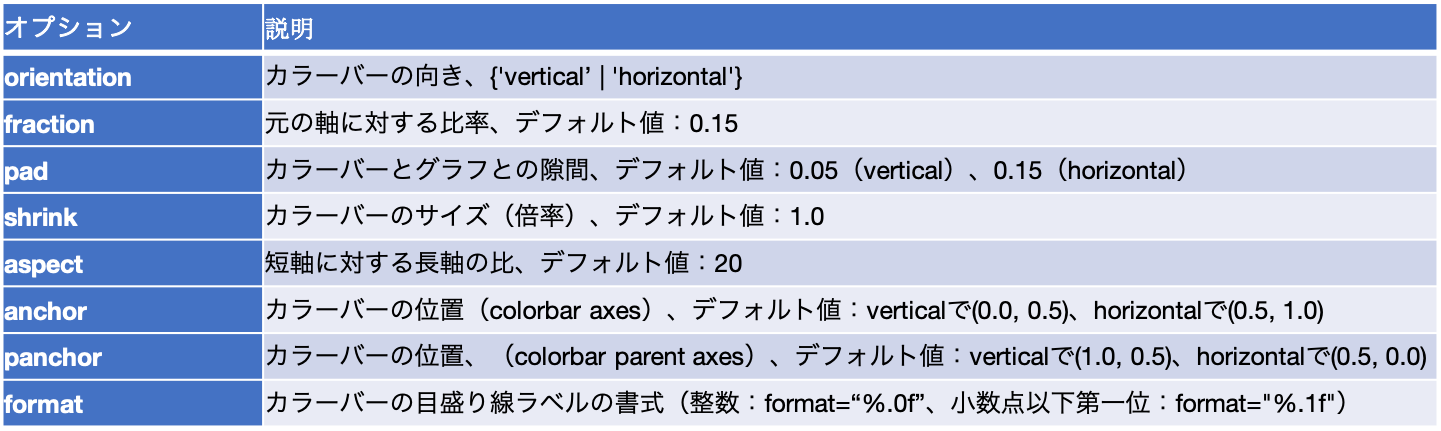 オプション 説明
orientation カラーバーの向き、{'vertical’ | 'horizontal'}
fraction 元の軸に対する比率、デフォルト値：0.15
pad カラーバーとグラフとの隙間、デフォルト値：0.05（vertical）、0.15（horizontal）
shrink カラーバーのサイズ（倍率）、デフォルト値：1.0
aspect 短軸に対する長軸の比、デフォルト値：20
anchor カラーバーの位置（colorbar axes）、デフォルト値：verticalで(0.0, 0.5)、horizontalで(0.5, 1.0)
panchor カラーバーの位置、（colorbar parent axes）、デフォルト値：verticalで(1.0, 0.5)、horizontalで(0.5, 0.0)
format カラーバーの目盛り線ラベルの書式（整数：format=“%.0f”、小数点以下第一位：format="%.1f"）